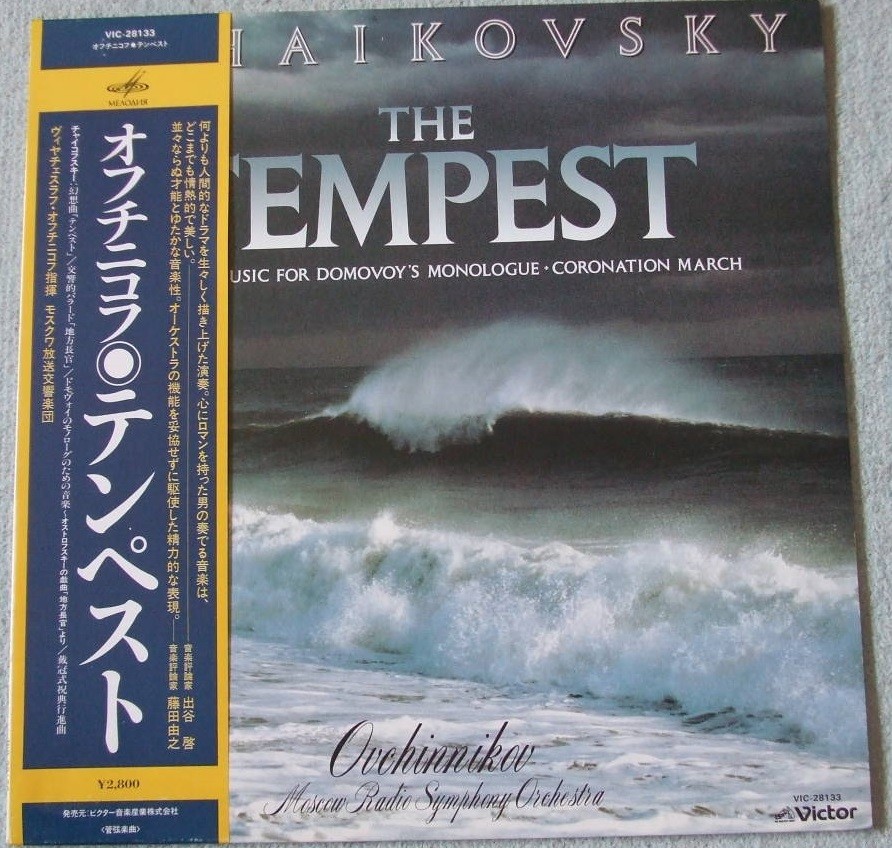 VIC-28133
オフチニコフ●テンペスト
МЕЛОДИЯ
何よりも人間的なドラマを生々しく描き上げた演奏。心にロマンを持った男の奏でる音楽は、
どこまでも情熱的で美しい。――音楽評論家 出谷 啓
並々ならぬ才能とゆたかな音楽性。オーケストラの機能を妥協せずに駆使した精力的な表現。――音楽評論家 藤田由之
オフチニコフ◉テンペスト
チャイコフスキー:幻想曲「テンペスト」/交響的バラード「地方長官」/ドモヴォイのモノローグのための音楽~オストロフスキーの戯曲「地方長官」より/戴冠式祝典行進曲
ヴィヤチェスラフ・オフチニコフ指揮 モスクワ放送交響楽団
¥2,800
発売元:ビクター音楽産業株式会社
〈管弦楽曲〉
HAIKOVSKY
THE
EMPEST
USIC FOR DOMOVOY'S MONOLOGUE・CORONATION MARCH
Ovchinnikov
Moscow Radio Symphony Orchestra
VIC-28133
Victor